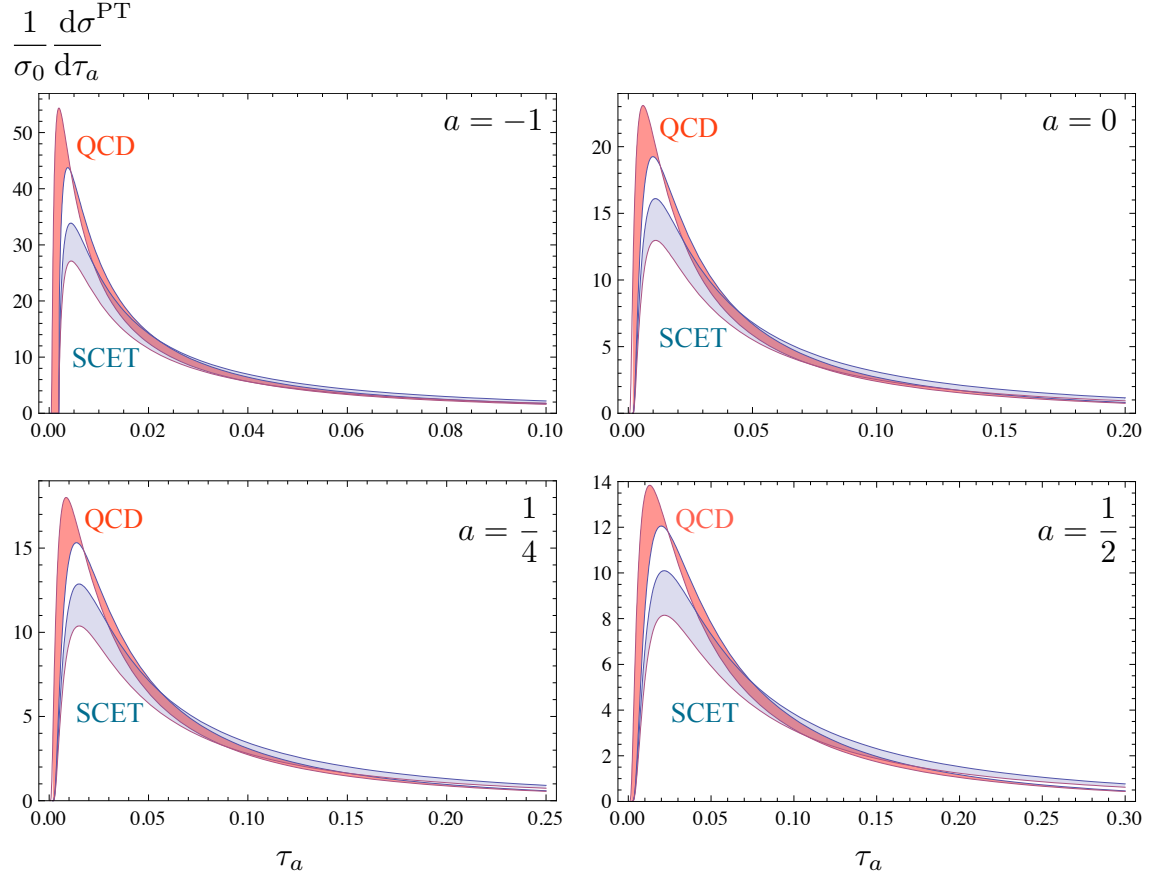 1/σ₀ dσ^PT/dτₐ
a = −1
QCD
SCET
50
40
30
20
10
0
0.00 0.02 0.04 0.06 0.08 0.10
a = 0
QCD
SCET
20
15
10
5
0
0.00 0.05 0.10 0.15 0.20
a = 1/4
QCD
SCET
15
10
5
0
0.00 0.05 0.10 0.15 0.20 0.25
τₐ
a = 1/2
QCD
SCET
14
12
10
8
6
4
2
0
0.00 0.05 0.10 0.15 0.20 0.25 0.30
τₐ